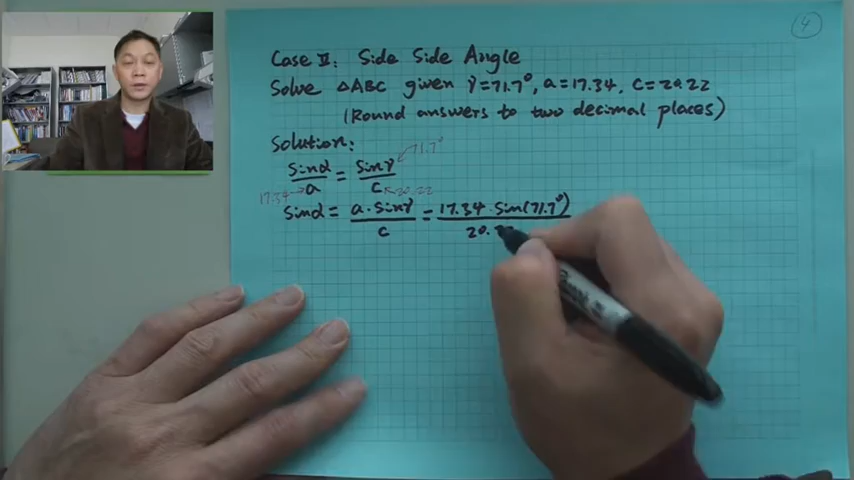 4
Case II: Side Side Angle
Solve △ABC given γ=71.7°, a=17.34, c=20.22
(Round answers to two decimal places)
Solution:
sinα/a = sinγ/c 71.7°
17.34 20.22
sinα = a·sinγ/c = 17.34·sin(71.7°)/20.